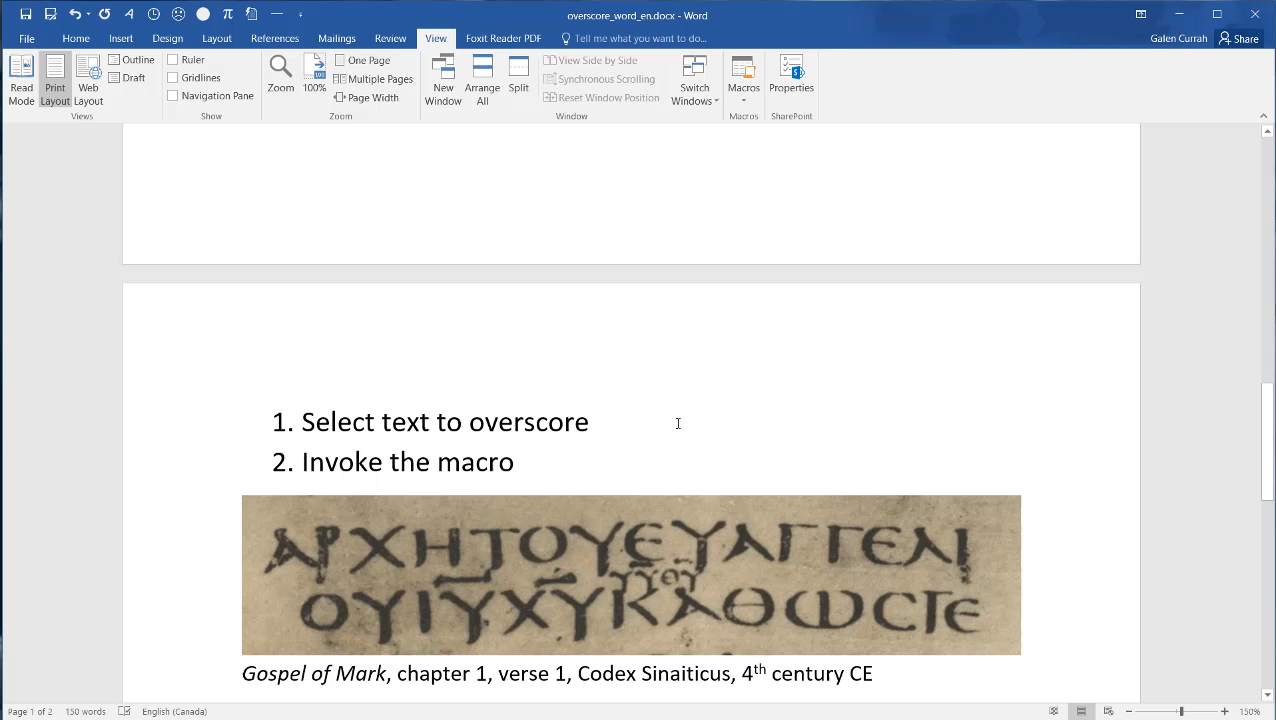 overscore_word_en.docx - Word
File Home Insert Design Layout References Mailings Review View Foxit Reader PDF Tell me what you want to do... Galen Currah Share
Read Mode
Print Layout
Web Layout
Outline
Draft
Views
Ruler
Gridlines
Navigation Pane
Show
Zoom
100%
One Page
Multiple Pages
Page Width
Zoom
New Window
Arrange All
Split
View Side by Side
Synchronous Scrolling
Reset Window Position
Window
Switch Windows
Macros
Macros
Properties
SharePoint
1. Select text to overscore
2. Invoke the macro
ΑΡΧΗΤΟΥΕΥΑΓΓΕΛΙ
ΥΥ ΘΥ
ΟΥΙΥΧΥΚΑΘΩϹΓΕ
Gospel of Mark, chapter 1, verse 1, Codex Sinaiticus, 4th century CE
Page 1 of 2 150 words English (Canada) 150%